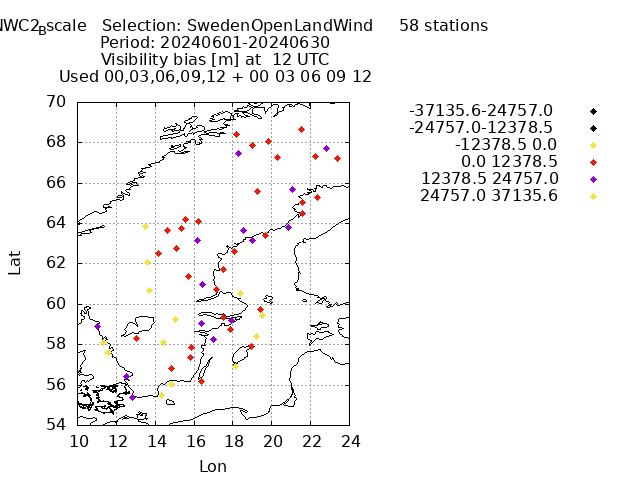 NWC2Bscale   Selection: SwedenOpenLandWind     58 stations
Period: 20240601-20240630
Visibility bias [m] at  12 UTC
Used 00,03,06,09,12 + 00 03 06 09 12
-37135.6-24757.0
-24757.0-12378.5
-12378.5 0.0
0.0 12378.5
12378.5 24757.0
24757.0 37135.6
70
68
66
64
62
60
58
56
54
Lat
10 12 14 16 18 20 22 24
Lon